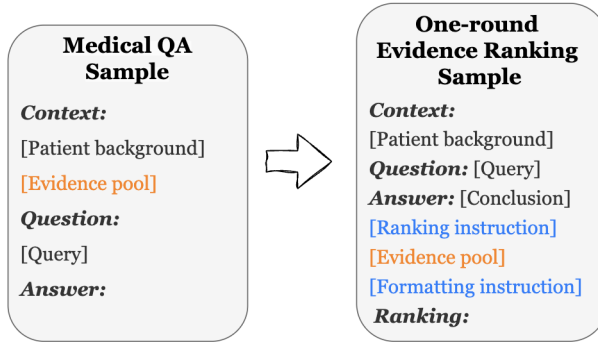 Medical QA
Sample
Context:
[Patient background]
[Evidence pool]
Question:
[Query]
Answer:
One-round
Evidence Ranking
Sample
Context:
[Patient background]
Question: [Query]
Answer: [Conclusion]
[Ranking instruction]
[Evidence pool]
[Formatting instruction]
Ranking: